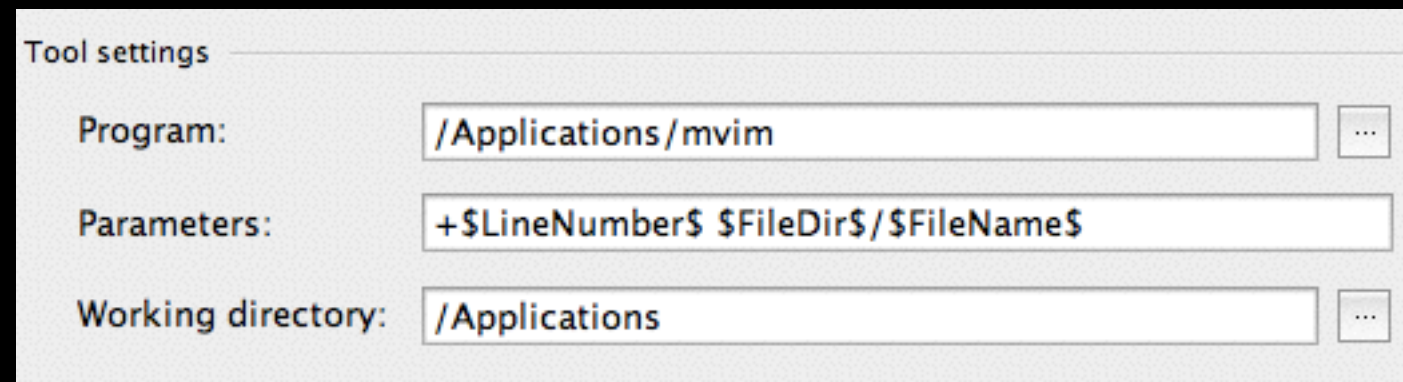 Tool settings
Program: /Applications/mvim ...
Parameters: +$LineNumber$ $FileDir$/$FileName$
Working directory: /Applications ...